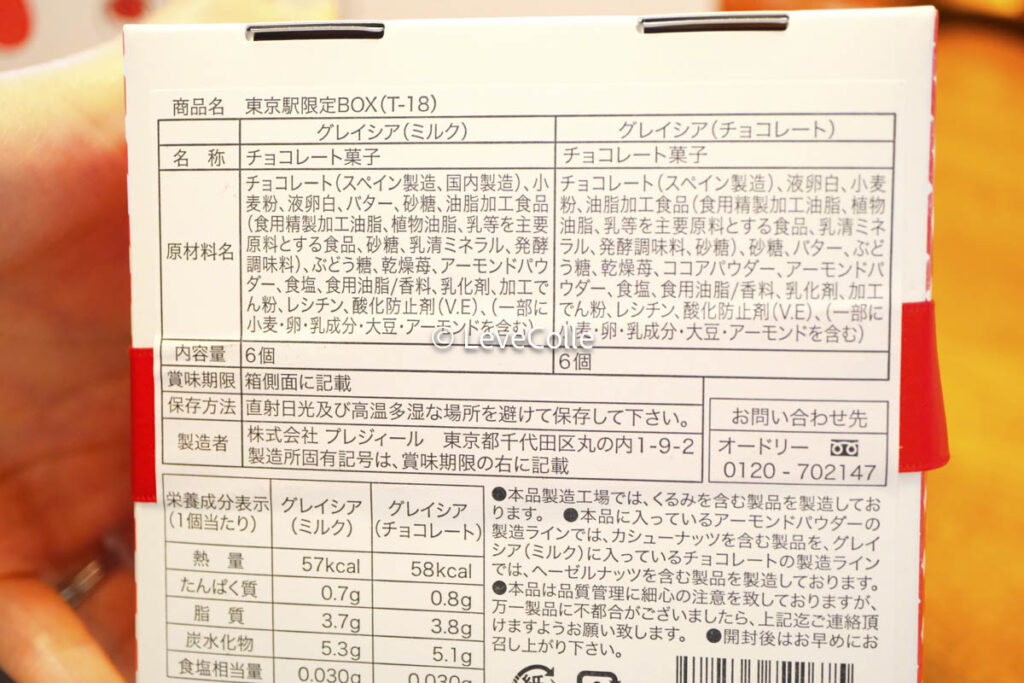 商品名 東京駅限定BOX(T-18)
グレイシア(ミルク) グレイシア(チョコレート)
名 称 チョコレート菓子 チョコレート菓子
原材料名
チョコレート(スペイン製造、国内製造)、小
麦粉、液卵白、バター、砂糖、油脂加工食品
(食用精製加工油脂、植物油脂、乳等を主要
原料とする食品、砂糖、乳清ミネラル、発酵
調味料)、ぶどう糖、乾燥苺、アーモンドパウ
ダー、食塩、食用油脂/香料、乳化剤、加工で
ん粉、レシチン、酸化防止剤(V.E)、(一部に
小麦・卵・乳成分・大豆・アーモンドを含む)
チョコレート(スペイン製造)、液卵白、小麦
粉、油脂加工食品(食用精製加工油脂、植物
油脂、乳等を主要原料とする食品、乳清ミネ
ラル、発酵調味料、砂糖)、砂糖、バター、ぶど
う糖、乾燥苺、ココアパウダー、アーモンドパ
ウダー、食塩、食用油脂/香料、乳化剤、加工
でん粉、レシチン、酸化防止剤(V.E)、(一部に
小麦・卵・乳成分・大豆・アーモンドを含む)
© LeveColle
内容量 6個 6個
賞味期限 箱側面に記載
保存方法 直射日光及び高温多湿な場所を避けて保存して下さい。
製造者 株式会社 プレジィール 東京都千代田区丸の内1-9-2
製造所固有記号は、賞味期限の右に記載
お問い合わせ先
オードリー
0120-702147
栄養成分表示
(1個当たり)
グレイシア
(ミルク)
グレイシア
(チョコレート)
熱 量 57kcal 58kcal
たんぱく質 0.7g 0.8g
脂 質 3.7g 3.8g
炭水化物 5.3g 5.1g
食塩相当量 0.030g 0.030g
●本品製造工場では、くるみを含む製品を製造してお
ります。 ●本品に入っているアーモンドパウダーの
製造ラインでは、カシューナッツを含む製品を、グレイ
シア(ミルク)に入っているチョコレートの製造ライン
では、ヘーゼルナッツを含む製品を製造しております。
●本品は品質管理に細心の注意を致しておりますが、
万一製品に不都合がございましたら、上記迄ご連絡頂
けますようお願い致します。 ●開封後はお早めにお
召し上がり下さい。
紙